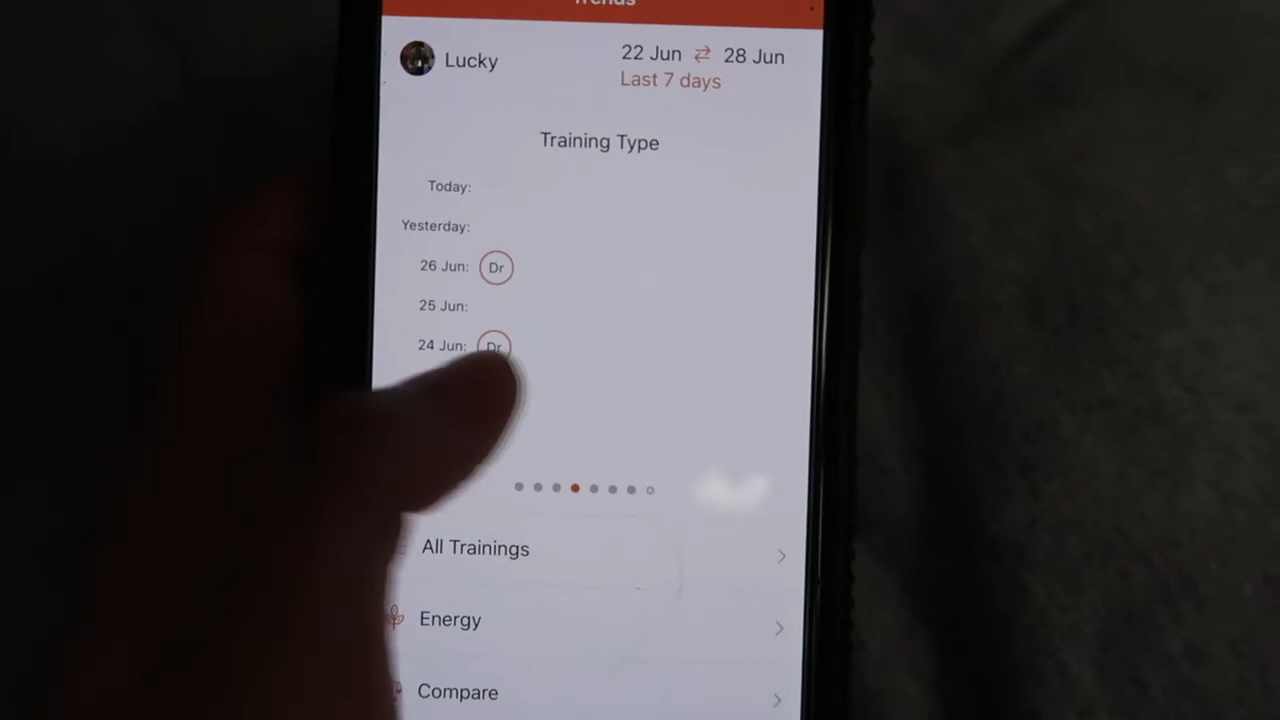 Trends
Lucky
22 Jun ⇄ 28 Jun
Last 7 days
Training Type
Today:
Yesterday:
26 Jun: Dr
25 Jun:
24 Jun: Dr
All Trainings
Energy
Compare